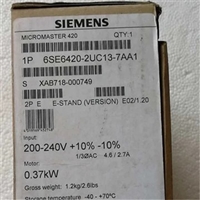 SIEMENS
MICROMASTER 420 QTY:1
1P 6SE6420-2UC13-7AA1
S XAB718-000749
2P E E-STAND (VERSION) E02/1.20
Input:
200-240V +10% -10%
1/3ØAC: 4.6 / 2.7A
Motor:
0.37kW
Gross weight: 1.2kg/2.6lbs
Storage temperature -40 - +70°C